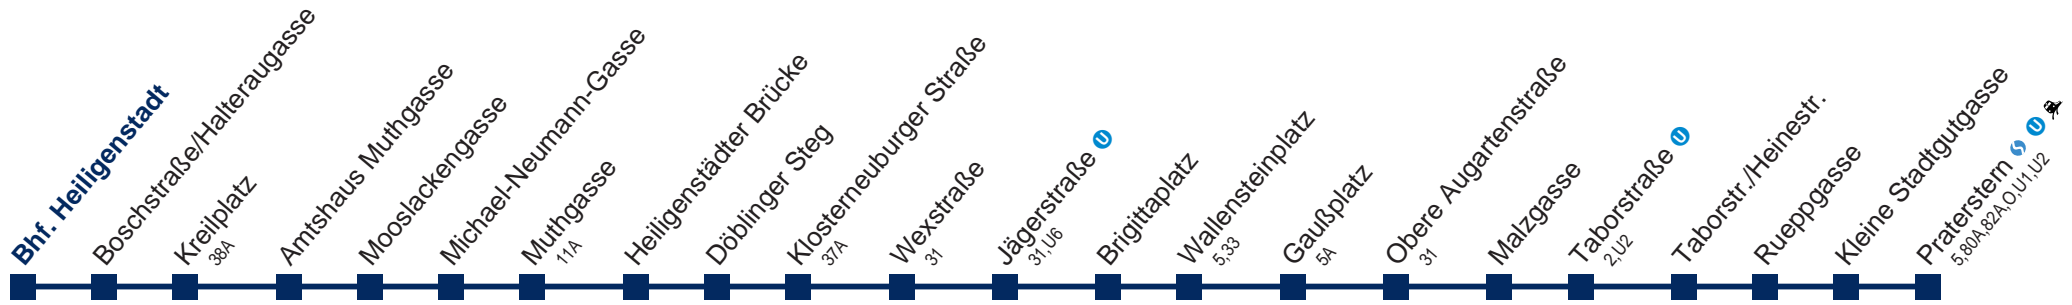 Bhf. Heiligenstadt
Boschstraße/Halteraugasse
Kreilplatz
38A
Amtshaus Muthgasse
Mooslackengasse
Michael-Neumann-Gasse
Muthgasse
11A
Heiligenstädter Brücke
Döblinger Steg
Klosterneuburger Straße
37A
Wexstraße
31
Jägerstraße U
31,U6
Brigittaplatz
Wallensteinplatz
5,33
Gaußplatz
5A
Obere Augartenstraße
31
Malzgasse
Taborstraße U
2,U2
Taborstr./Heinestr.
Rueppgasse
Kleine Stadtgutgasse
Praterstern S U
5,80A,82A,O,U1,U2